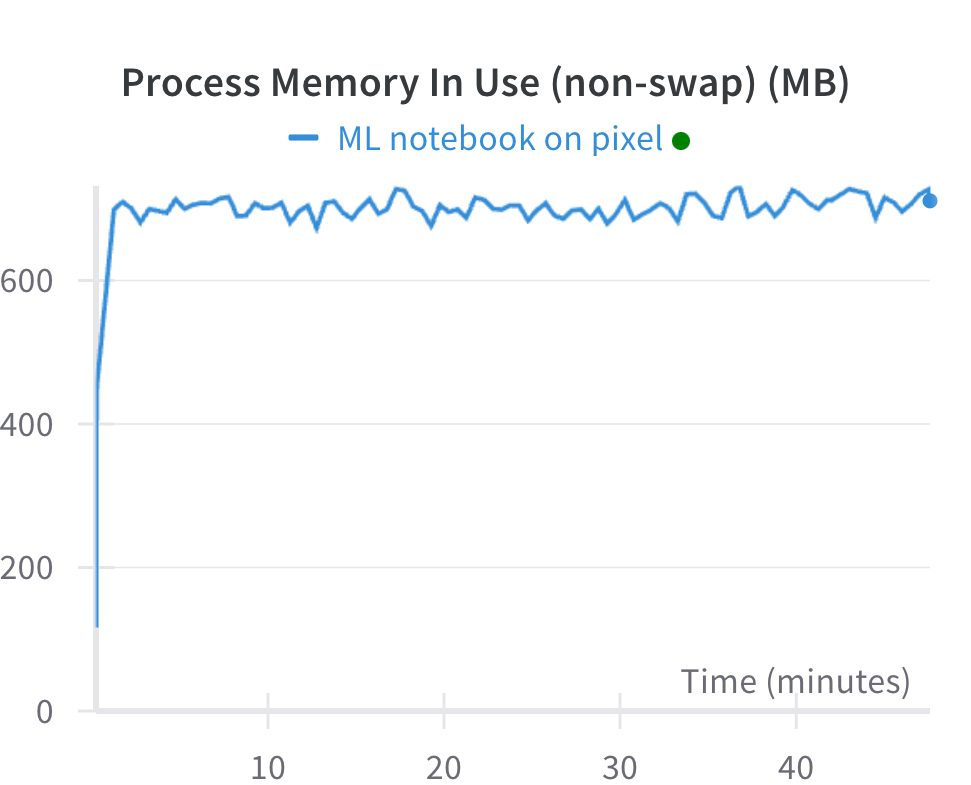 Process Memory In Use (non-swap) (MB)
ML notebook on pixel
600
400
200
Time (minutes)
0
10 20 30 40